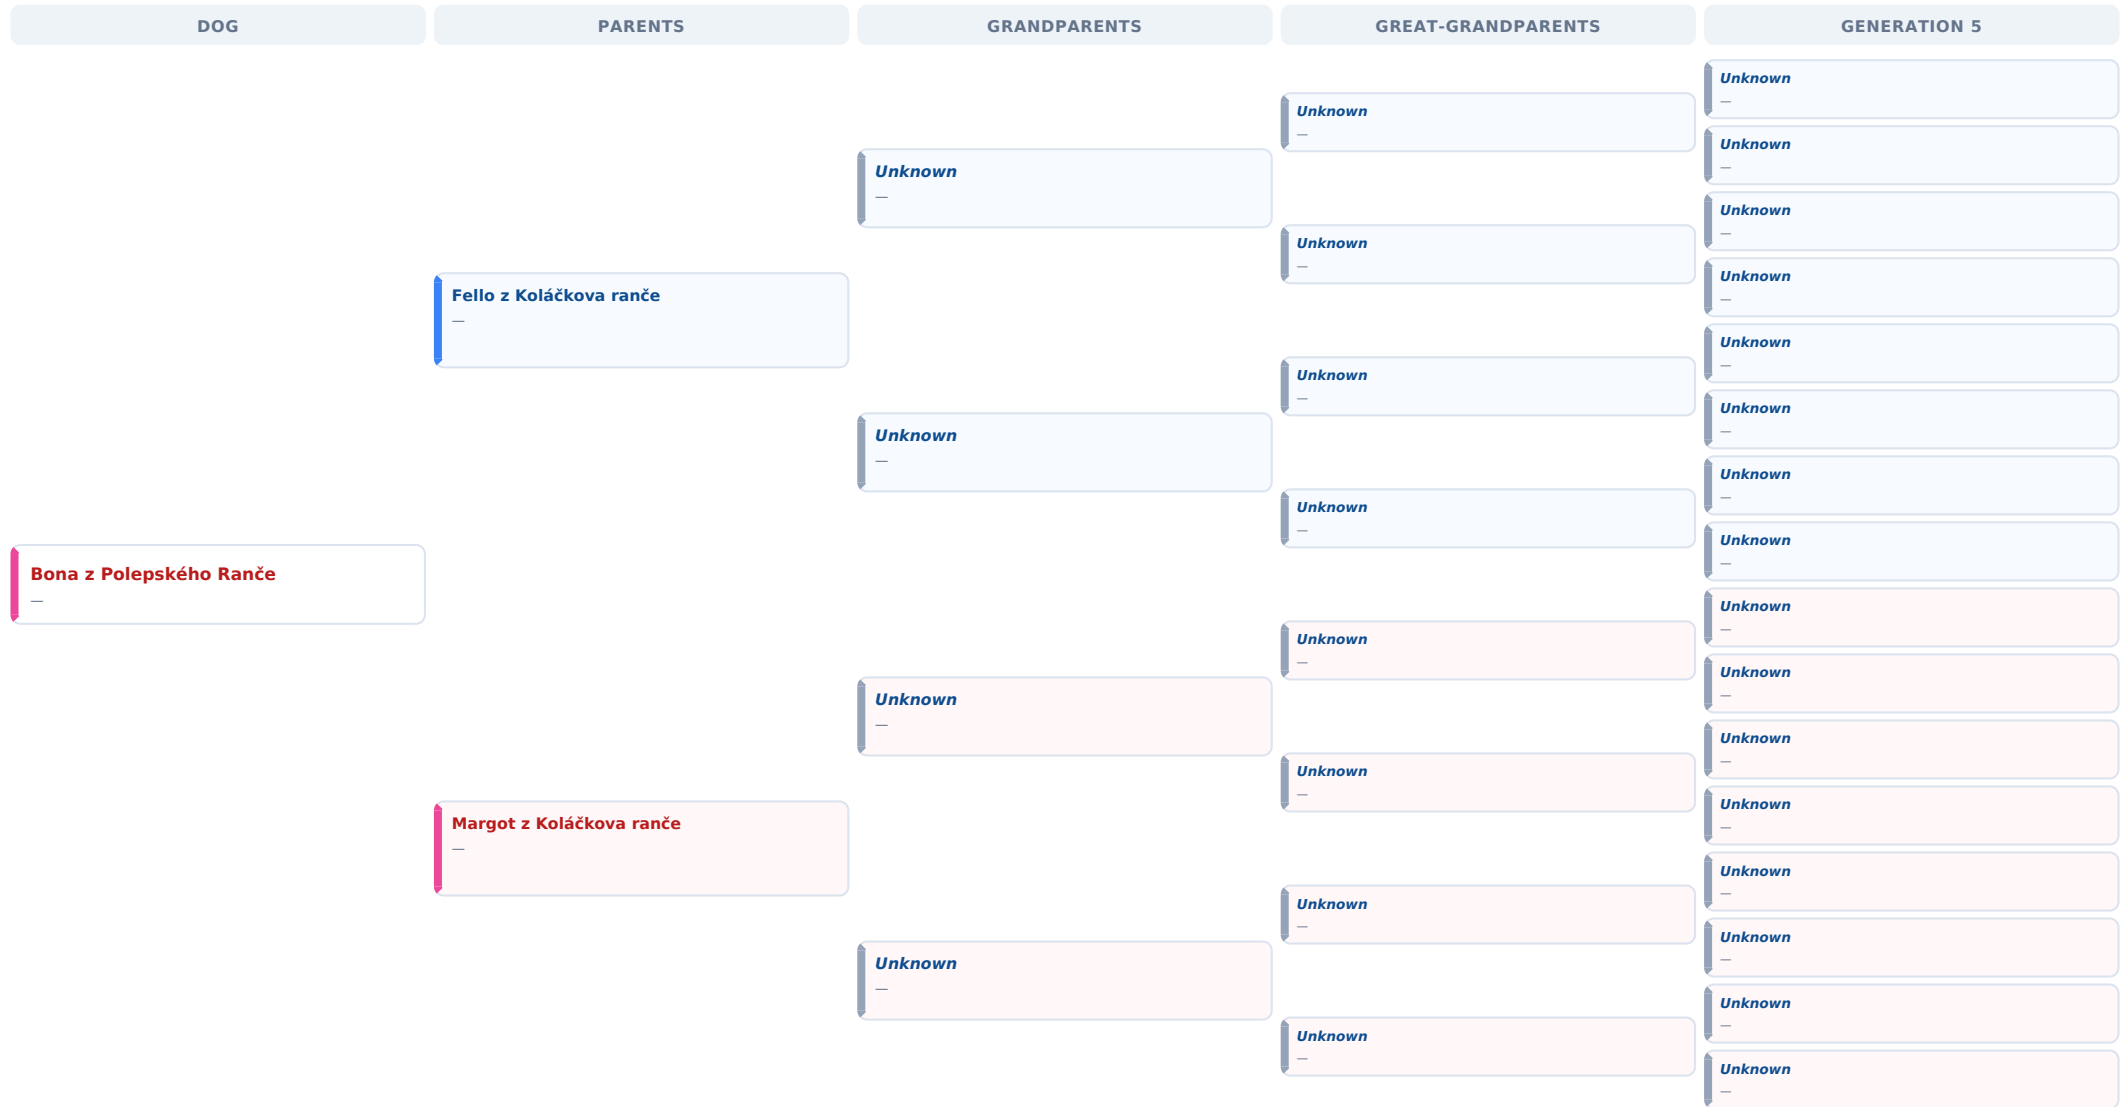 DOG
PARENTS
GRANDPARENTS
GREAT-GRANDPARENTS
GENERATION 5
Bona z Polepského Ranče
—
Fello z Koláčkova ranče
—
Margot z Koláčkova ranče
—
Unknown
—
Unknown
—
Unknown
—
Unknown
—
Unknown
—
Unknown
—
Unknown
—
Unknown
—
Unknown
—
Unknown
—
Unknown
—
Unknown
—
Unknown
—
Unknown
—
Unknown
—
Unknown
—
Unknown
—
Unknown
—
Unknown
—
Unknown
—
Unknown
—
Unknown
—
Unknown
—
Unknown
—
Unknown
—
Unknown
—
Unknown
—
Unknown
—